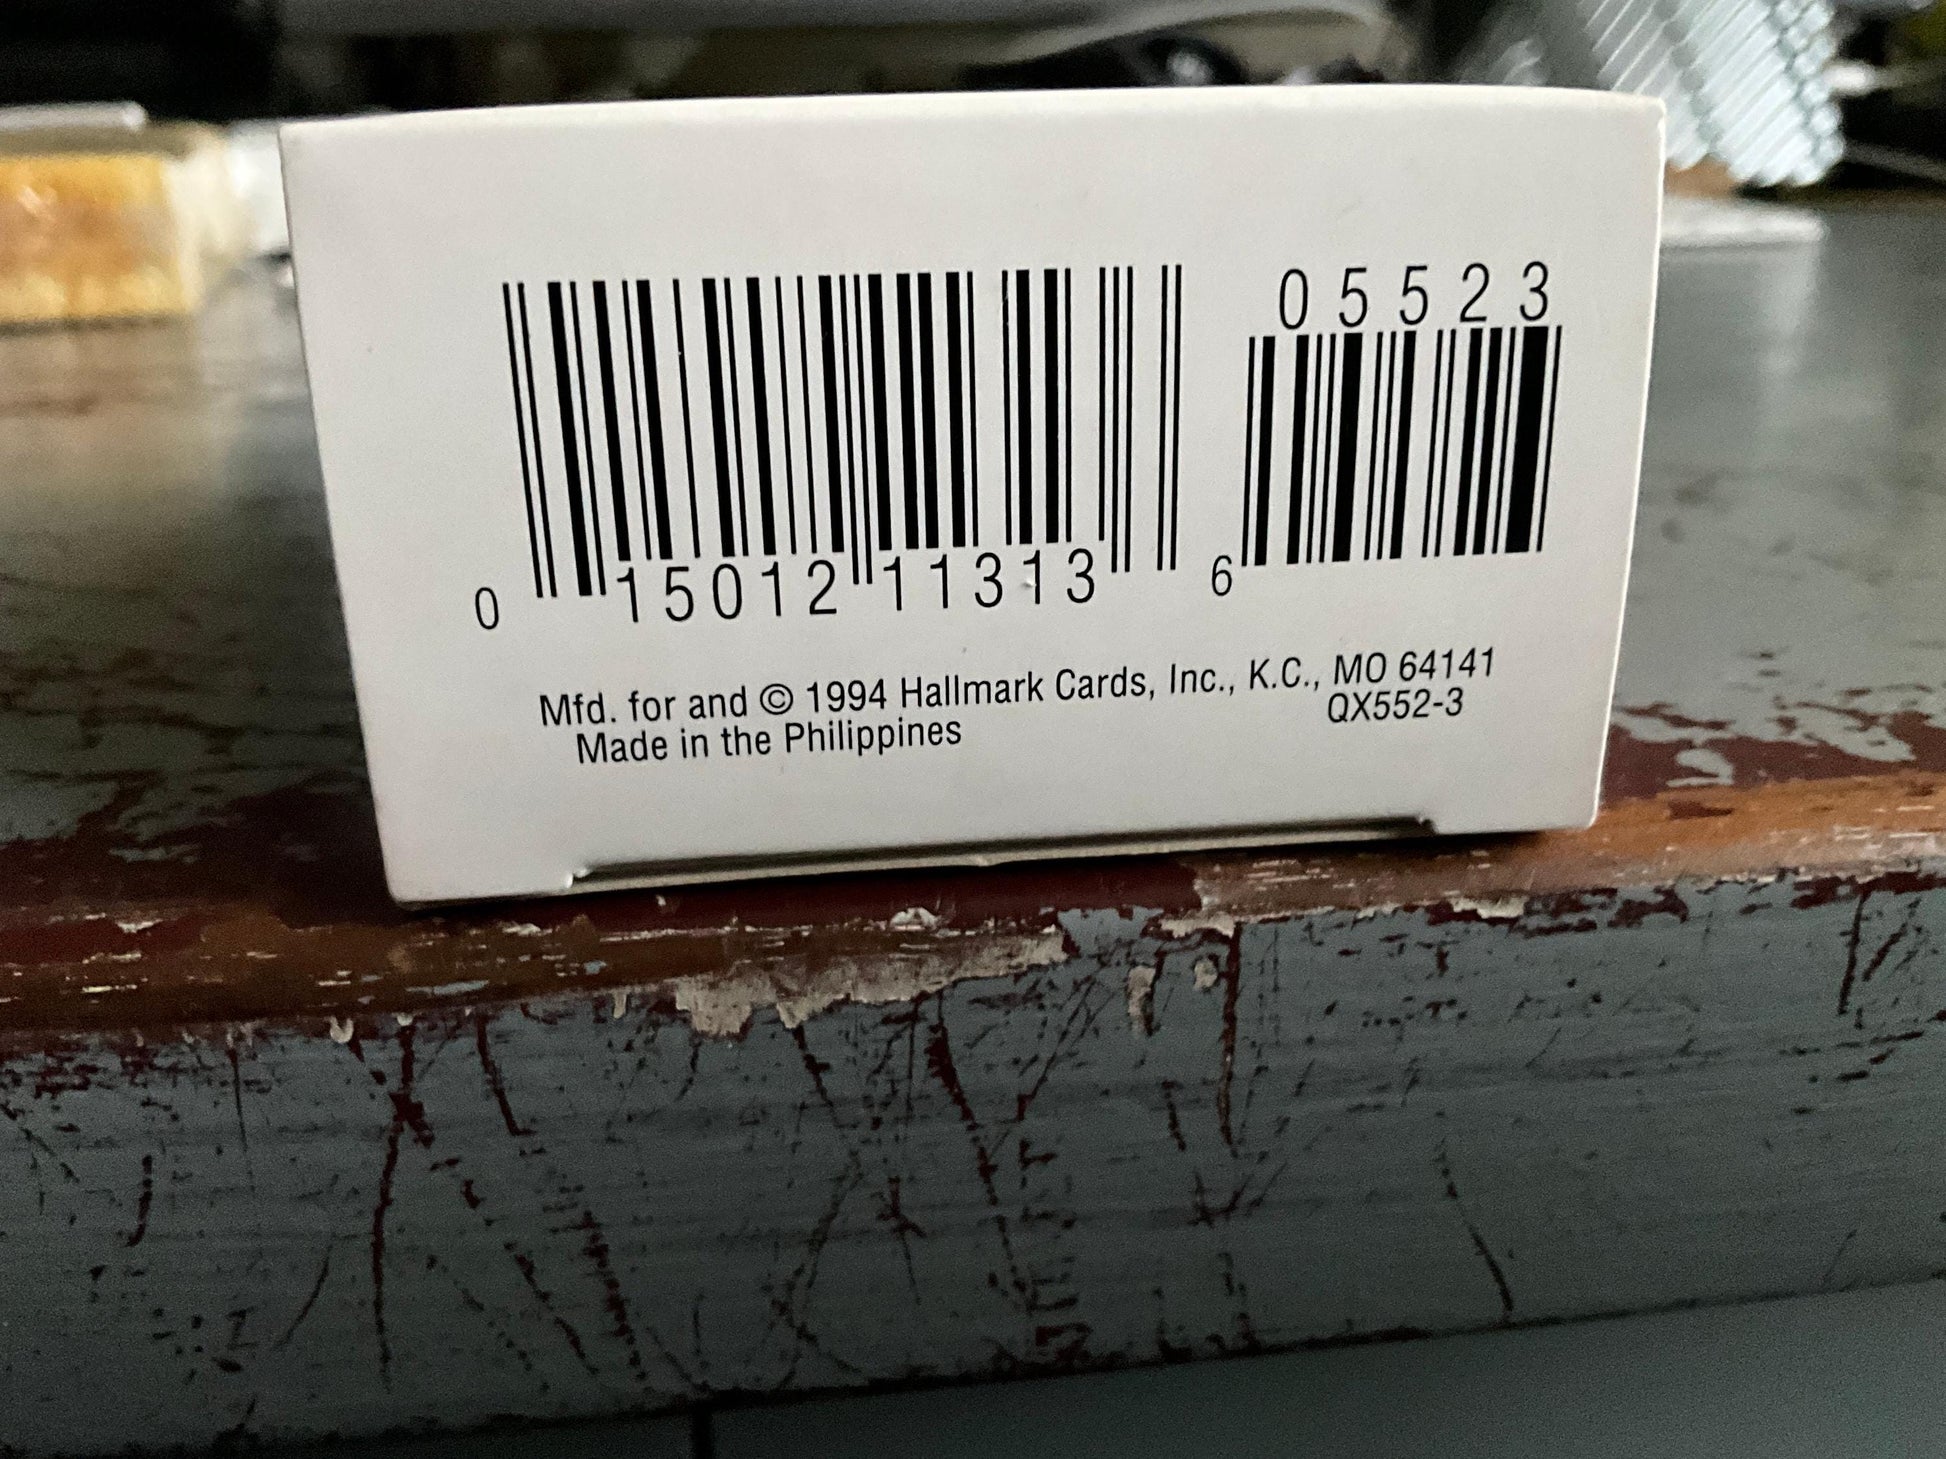 05523
0 15012 11313 6
Mfd. for and © 1994 Hallmark Cards, Inc., K.C., MO 64141
Made in the Philippines QX552-3